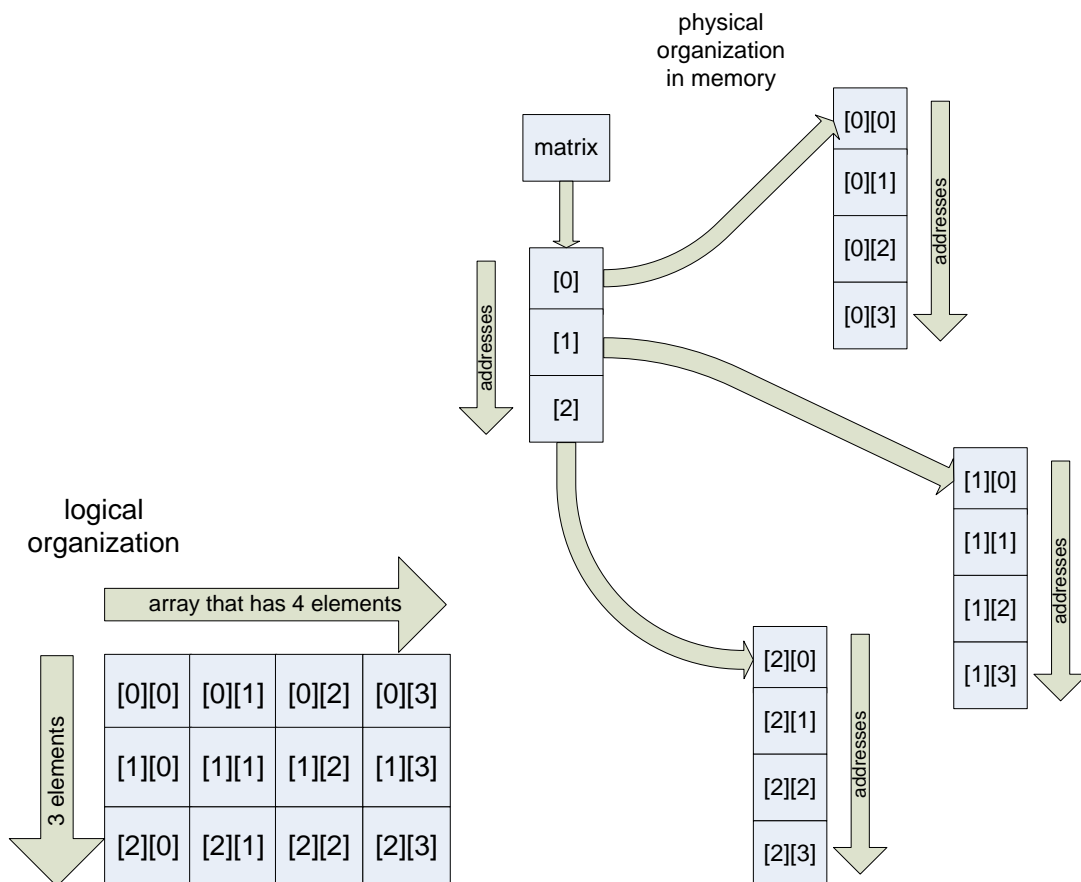 physical
organization
in memory
matrix
[0]
[1]
[2]
addresses
[0][0]
[0][1]
[0][2]
[0][3]
addresses
[1][0]
[1][1]
[1][2]
[1][3]
addresses
[2][0]
[2][1]
[2][2]
[2][3]
addresses
logical
organization
array that has 4 elements
3 elements
[0][0] [0][1] [0][2] [0][3]
[1][0] [1][1] [1][2] [1][3]
[2][0] [2][1] [2][2] [2][3]